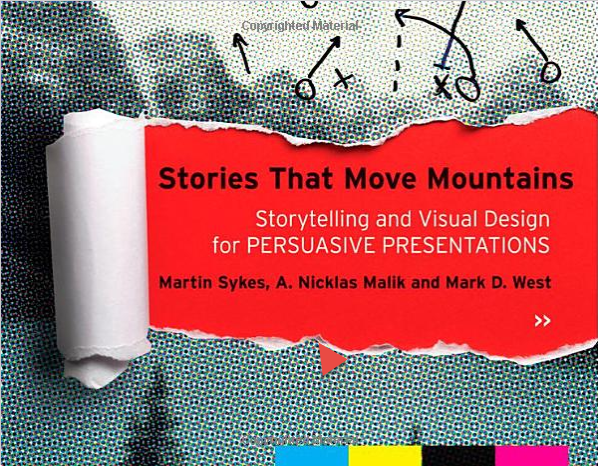 Copyrighted Material
Stories That Move Mountains
Storytelling and Visual Design
for PERSUASIVE PRESENTATIONS
Martin Sykes, A. Nicklas Malik and Mark D. West
>>